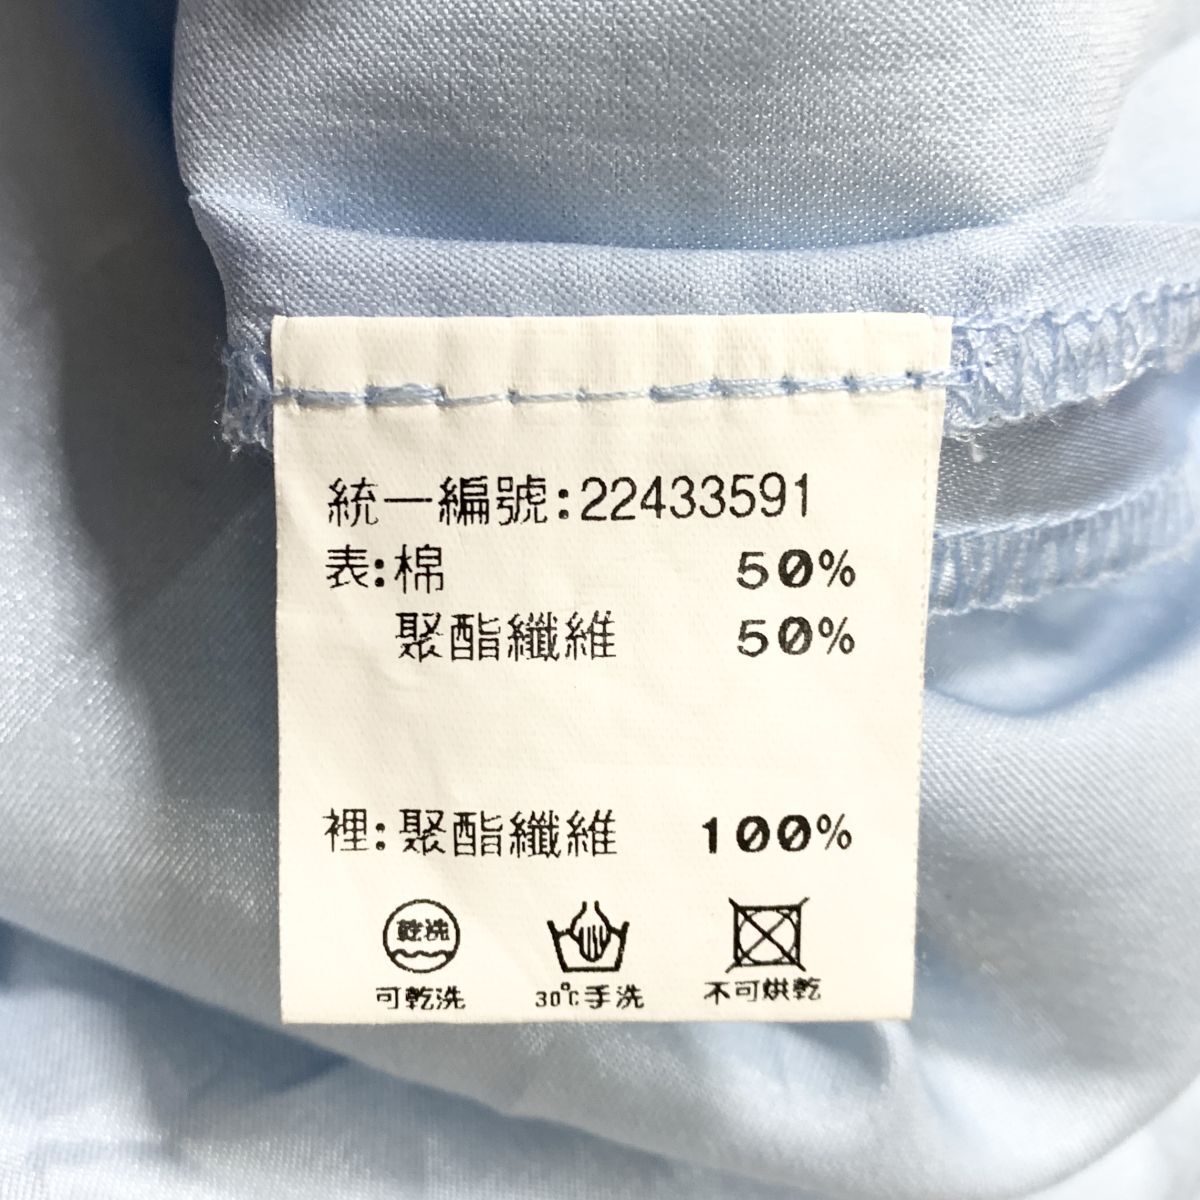 統一編號:22433591
表:棉 50%
聚酯纖維 50%
裡:聚酯纖維 100%
乾洗
可乾洗 30℃手洗 不可烘乾